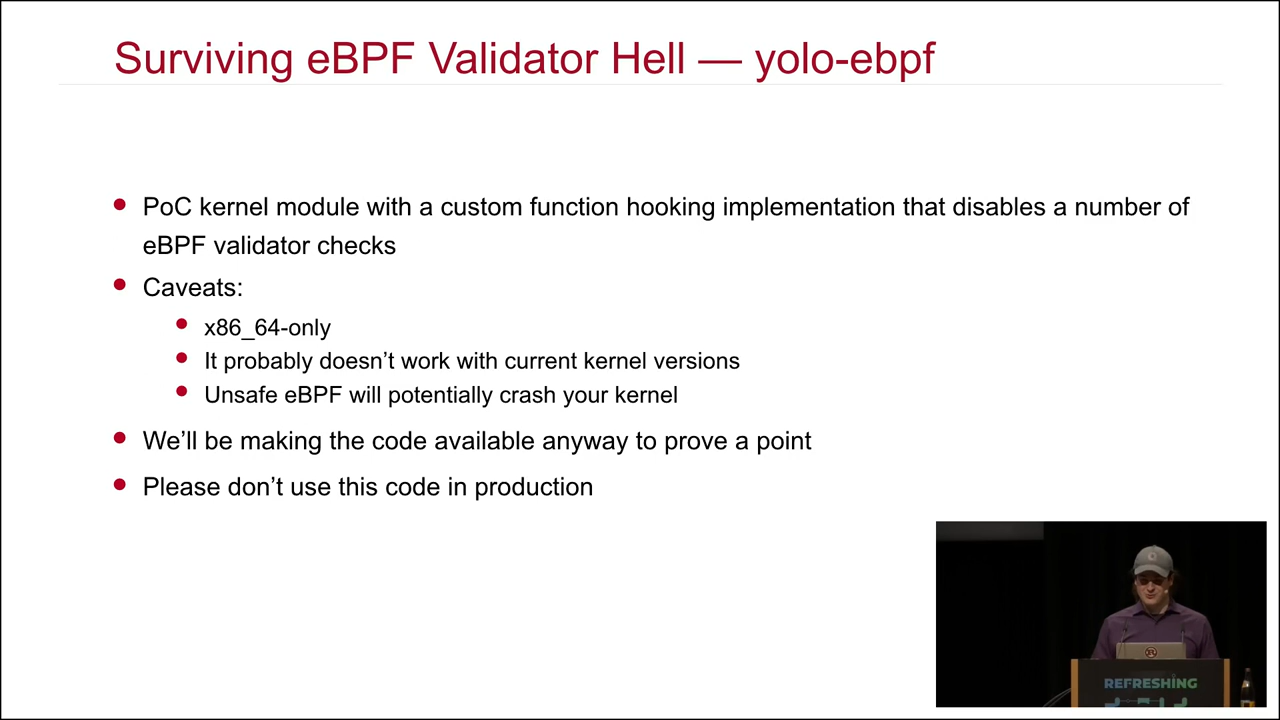 Surviving eBPF Validator Hell — yolo-ebpf
PoC kernel module with a custom function hooking implementation that disables a number of
eBPF validator checks
Caveats:
x86_64-only
It probably doesn’t work with current kernel versions
Unsafe eBPF will potentially crash your kernel
We’ll be making the code available anyway to prove a point
Please don’t use this code in production
REFRESHING